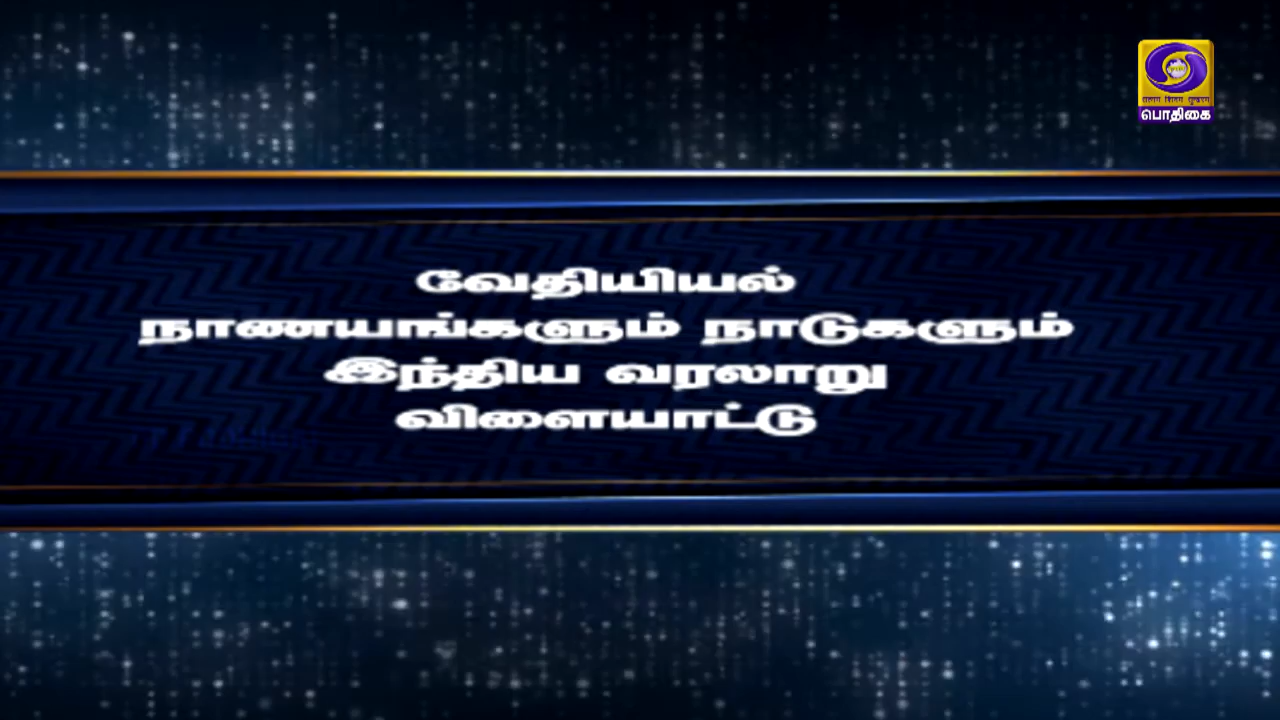 பொதிகை
வேதியியல்
நாணயங்களும் நாடுகளும்
இந்திய வரலாறு
விளையாட்டு